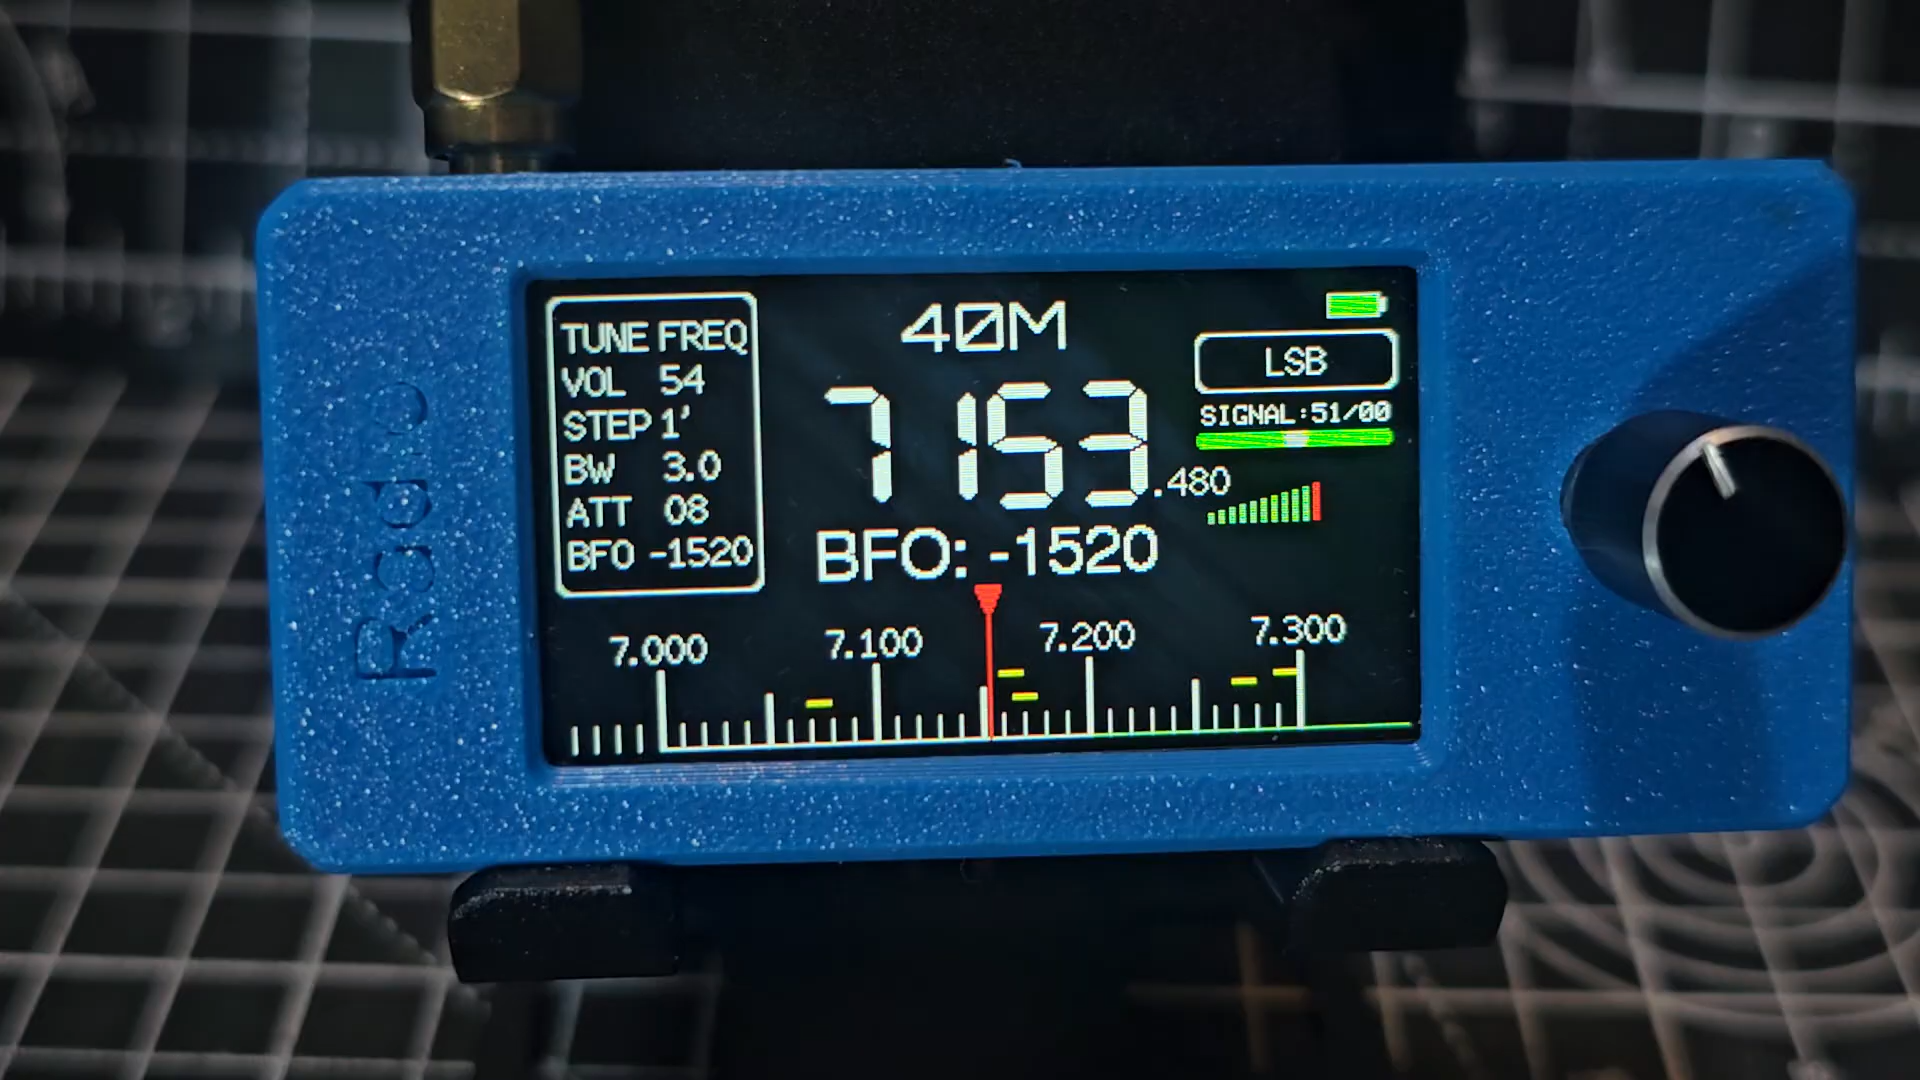 Radio
TUNE FREQ
VOL 54
STEP 1'
BW 3.0
ATT 08
BFO -1520
40M
7153.480
BFO: -1520
LSB
SIGNAL:51/00
7.000 7.100 7.200 7.300